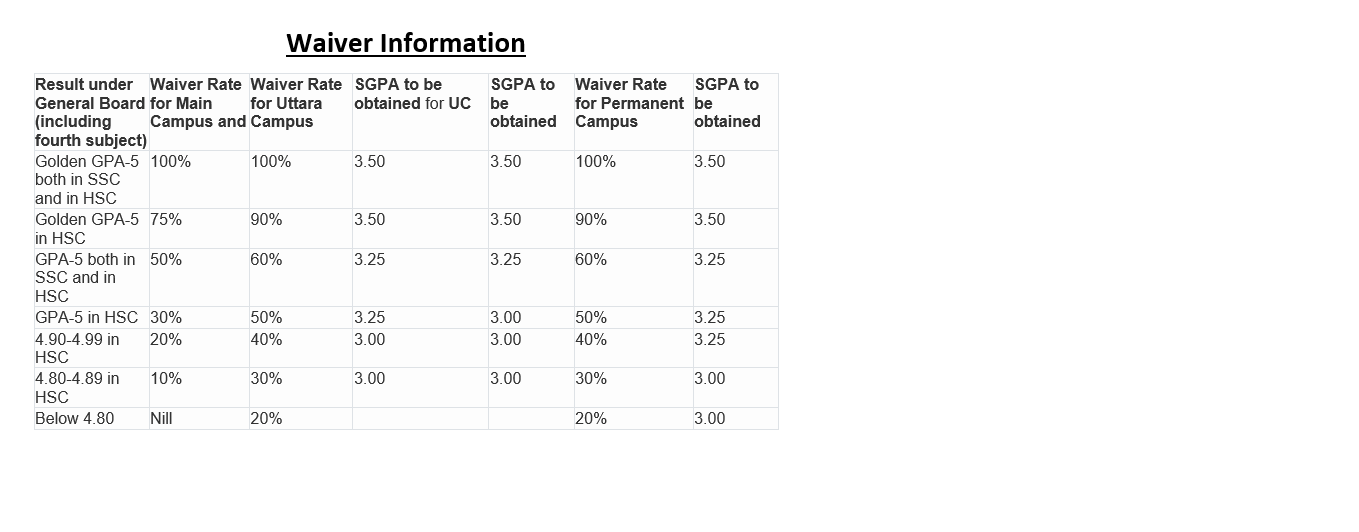 Waiver Information
Result under General Board (including fourth subject) Waiver Rate for Main Campus and Waiver Rate for Uttara Campus SGPA to be obtained for UC SGPA to be obtained Waiver Rate for Permanent Campus SGPA to be obtained
Golden GPA-5 both in SSC and in HSC 100% 100% 3.50 3.50 100% 3.50
Golden GPA-5 in HSC 75% 90% 3.50 3.50 90% 3.50
GPA-5 both in SSC and in HSC 50% 60% 3.25 3.25 60% 3.25
GPA-5 in HSC 30% 50% 3.25 3.00 50% 3.25
4.90-4.99 in HSC 20% 40% 3.00 3.00 40% 3.25
4.80-4.89 in HSC 10% 30% 3.00 3.00 30% 3.00
Below 4.80 Nill 20% 20% 3.00